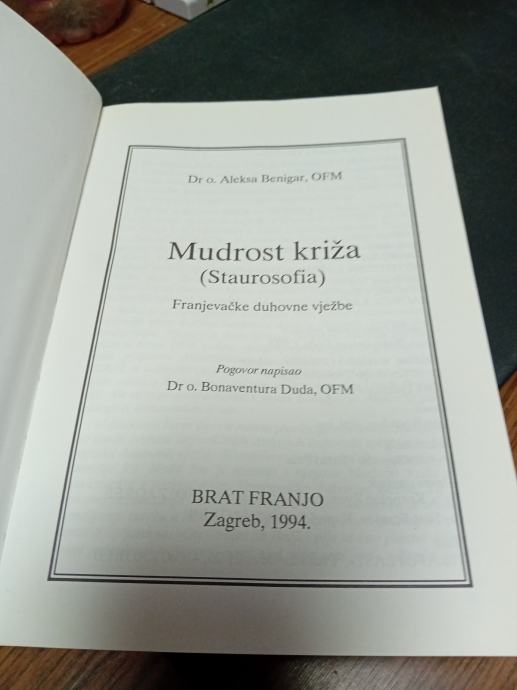 Dr o. Aleksa Benigar, OFM
Mudrost križa
(Staurosofia)
Franjevačke duhovne vježbe
Pogovor napisao
Dr o. Bonaventura Duda, OFM
BRAT FRANJO
Zagreb, 1994.